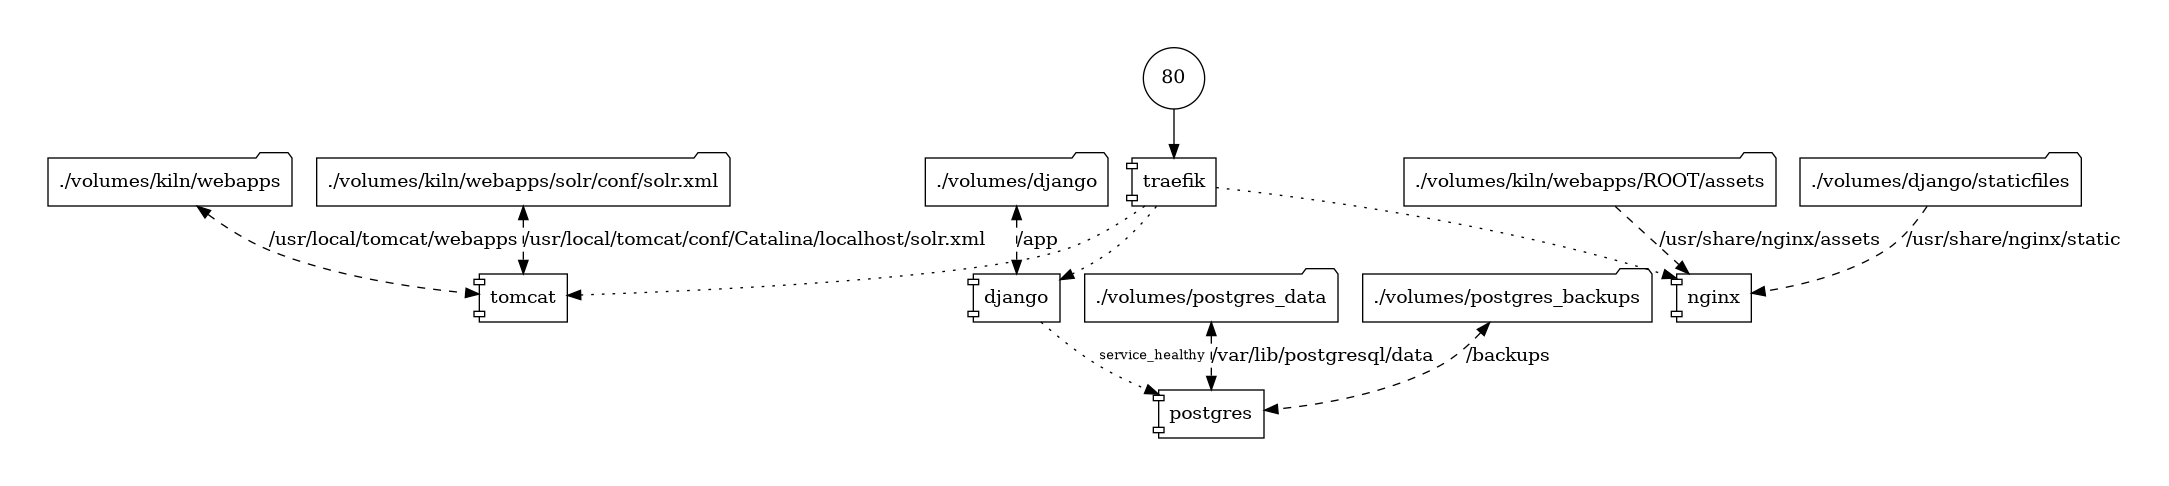 80
./volumes/kiln/webapps
./volumes/kiln/webapps/solr/conf/solr.xml
./volumes/django
traefik
./volumes/kiln/webapps/ROOT/assets
./volumes/django/staticfiles
/usr/local/tomcat/webapps
/usr/local/tomcat/conf/Catalina/localhost/solr.xml
/app
/usr/share/nginx/assets
/usr/share/nginx/static
tomcat
django
./volumes/postgres_data
./volumes/postgres_backups
nginx
service_healthy
/var/lib/postgresql/data
/backups
postgres